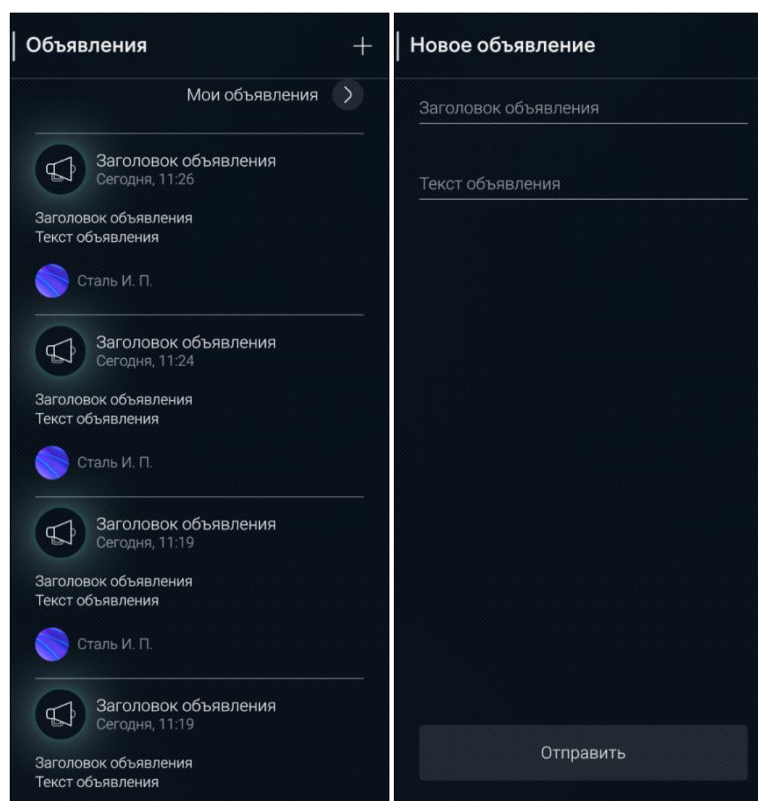 Объявления
Мои объявления
Заголовок объявления
Сегодня, 11:26
Заголовок объявления
Текст объявления
Сталь И. П.
Заголовок объявления
Сегодня, 11:24
Заголовок объявления
Текст объявления
Сталь И. П.
Заголовок объявления
Сегодня, 11:19
Заголовок объявления
Текст объявления
Сталь И. П.
Заголовок объявления
Сегодня, 11:19
Заголовок объявления
Текст объявления
Новое объявление
Заголовок объявления
Текст объявления
Отправить